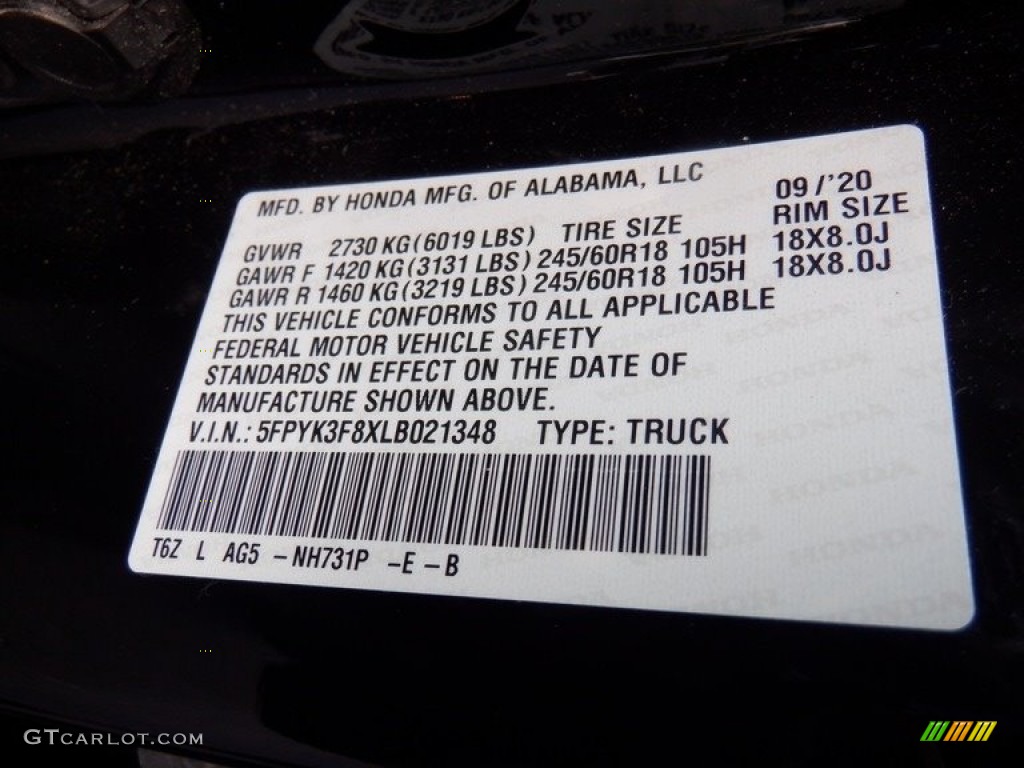 MFD. BY HONDA MFG. OF ALABAMA, LLC 09/'20
GVWR 2730 KG(6019 LBS) TIRE SIZE RIM SIZE
GAWR F 1420 KG(3131 LBS) 245/60R18 105H 18X8.0J
GAWR R 1460 KG(3219 LBS) 245/60R18 105H 18X8.0J
THIS VEHICLE CONFORMS TO ALL APPLICABLE
FEDERAL MOTOR VEHICLE SAFETY
STANDARDS IN EFFECT ON THE DATE OF
MANUFACTURE SHOWN ABOVE.
V.I.N.: 5FPYK3F8XLB021348 TYPE: TRUCK
T6Z L AG5 -NH731P -E-B
GTCARLOT.COM